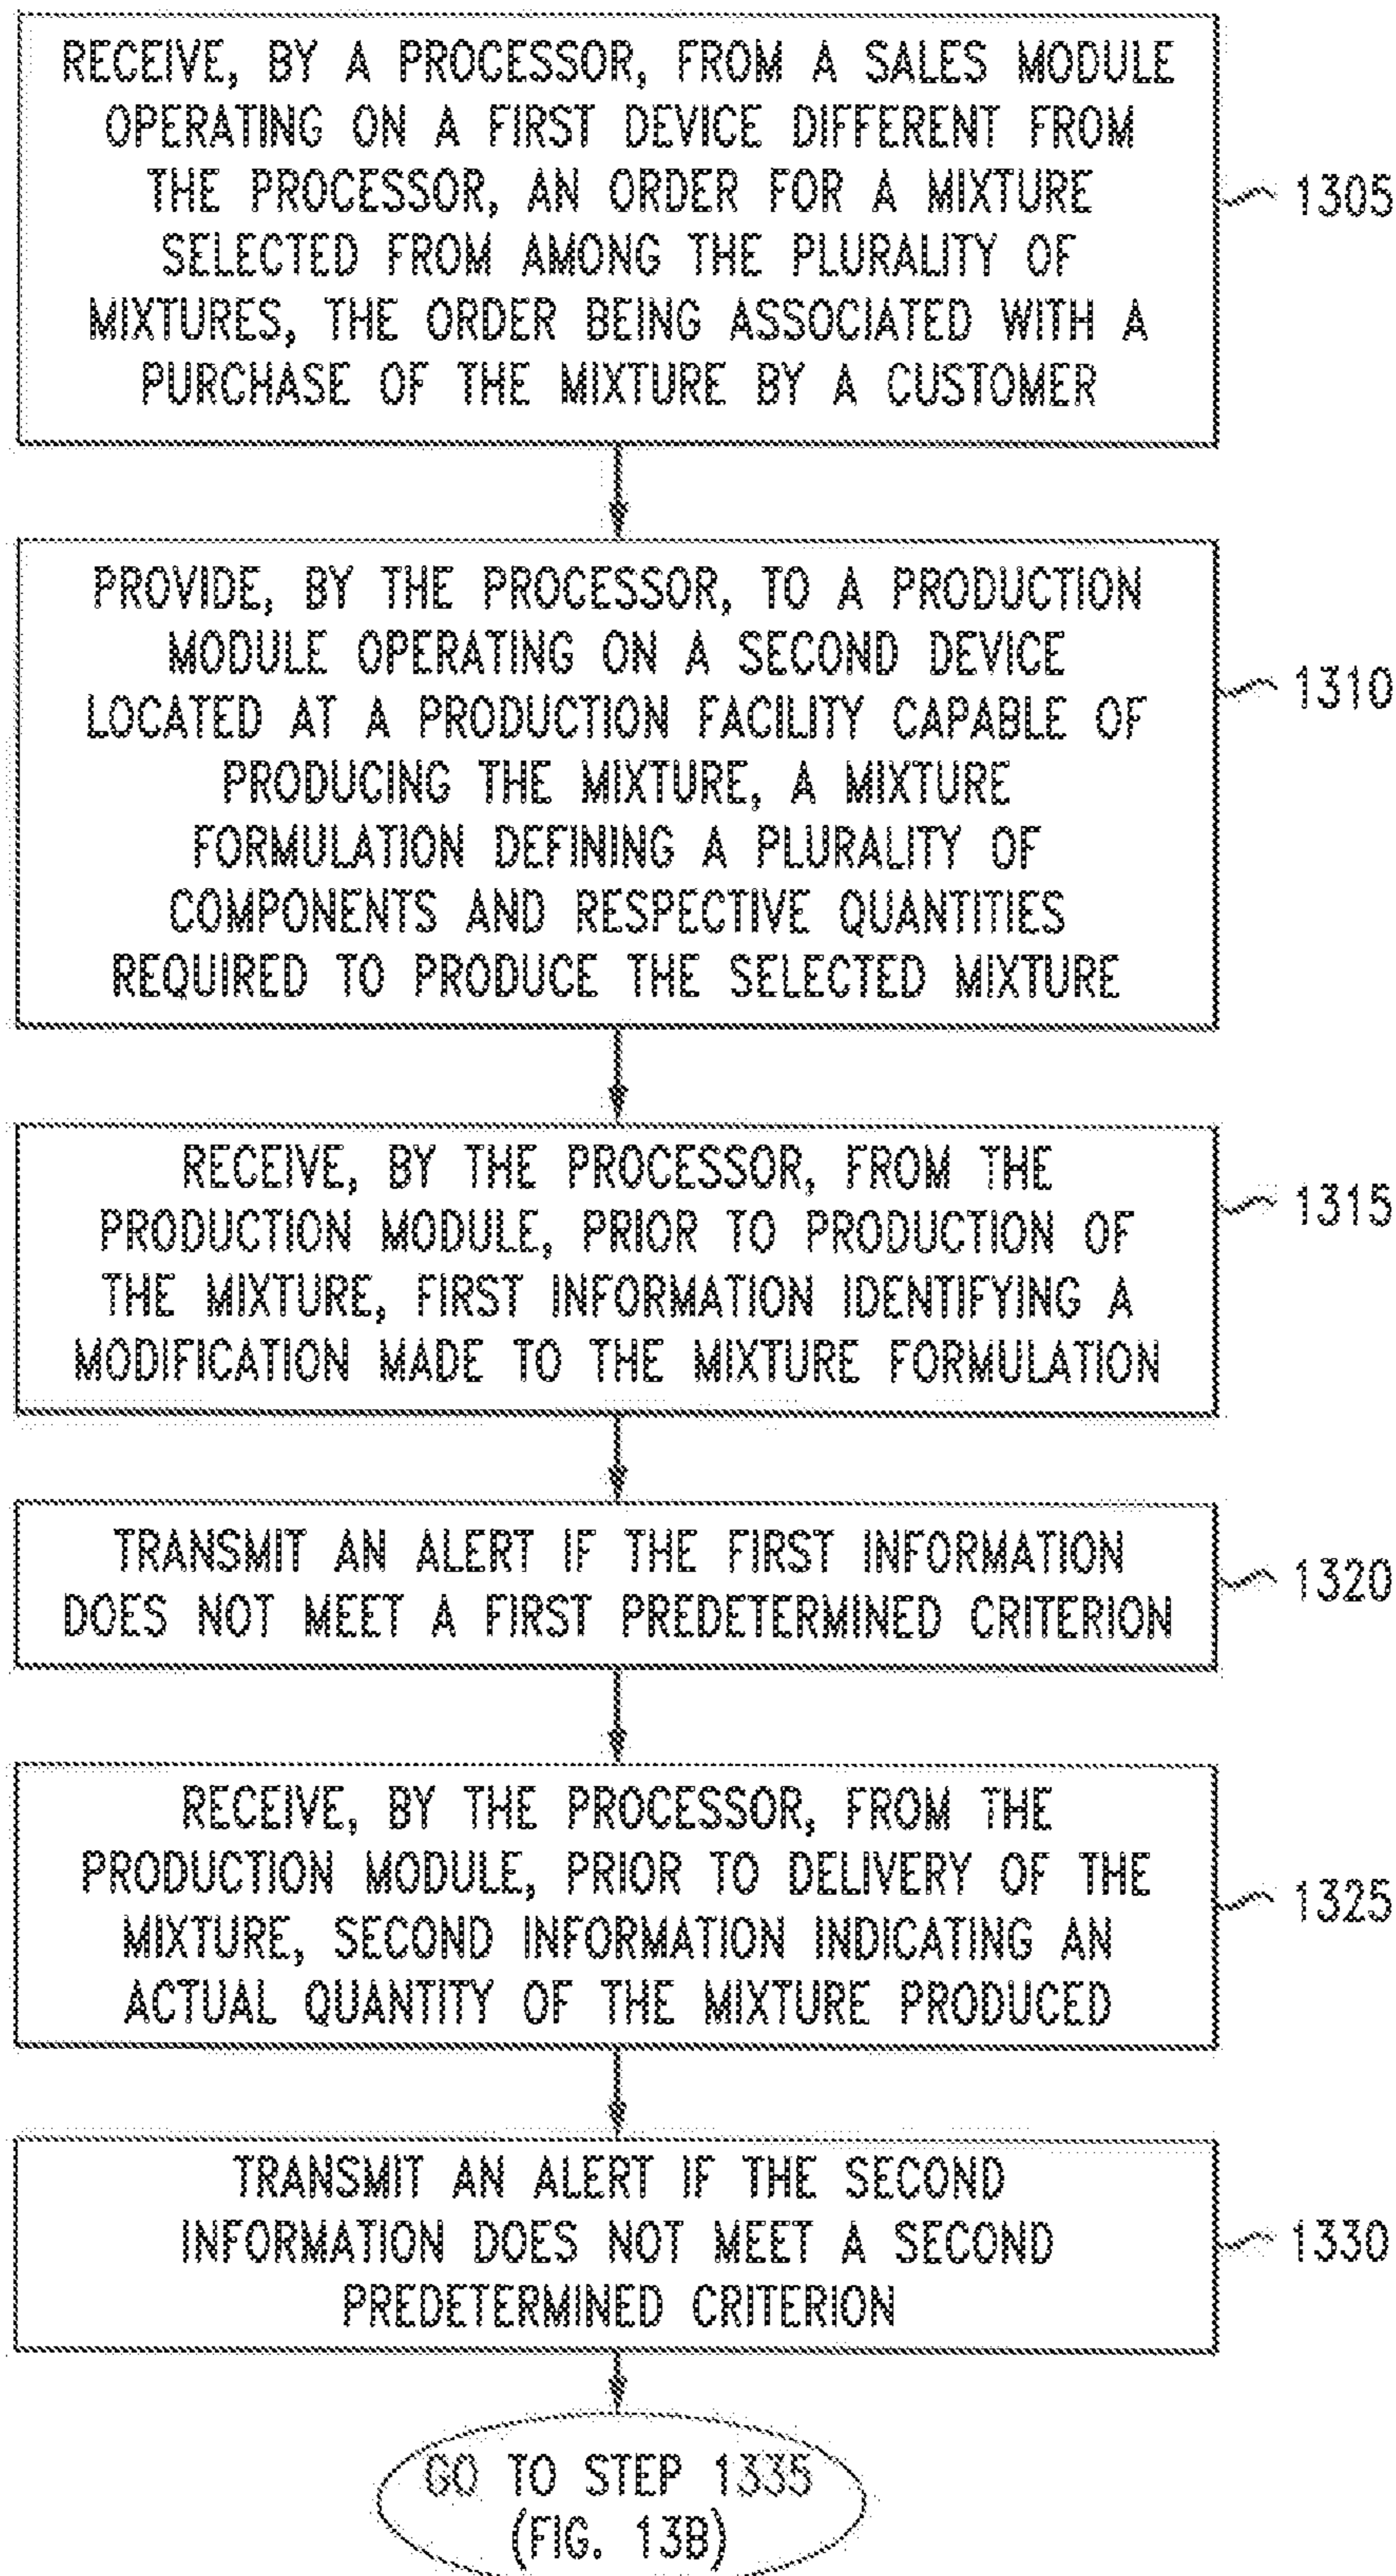 RECEIVE, BY A PROCESSOR, FROM A SALES MODULE
OPERATING ON A FIRST DEVICE DIFFERENT FROM
THE PROCESSOR, AN ORDER FOR A MIXTURE
SELECTED FROM AMONG THE PLURALITY OF
MIXTURES, THE ORDER BEING ASSOCIATED WITH A
PURCHASE OF THE MIXTURE BY A CUSTOMER
1305
PROVIDE, BY THE PROCESSOR, TO A PRODUCTION
MODULE OPERATING ON A SECOND DEVICE
LOCATED AT A PRODUCTION FACILITY CAPABLE OF
PRODUCING THE MIXTURE, A MIXTURE
FORMULATION DEFINING A PLURALITY OF
COMPONENTS AND RESPECTIVE QUANTITIES
REQUIRED TO PRODUCE THE SELECTED MIXTURE
1310
RECEIVE, BY THE PROCESSOR, FROM THE
PRODUCTION MODULE, PRIOR TO PRODUCTION OF
THE MIXTURE, FIRST INFORMATION IDENTIFYING A
MODIFICATION MADE TO THE MIXTURE FORMULATION
1315
TRANSMIT AN ALERT IF THE FIRST INFORMATION
DOES NOT MEET A FIRST PREDETERMINED CRITERION
1320
RECEIVE, BY THE PROCESSOR, FROM THE
PRODUCTION MODULE, PRIOR TO DELIVERY OF THE
MIXTURE, SECOND INFORMATION INDICATING AN
ACTUAL QUANTITY OF THE MIXTURE PRODUCED
1325
TRANSMIT AN ALERT IF THE SECOND
INFORMATION DOES NOT MEET A SECOND
PREDETERMINED CRITERION
1330
GO TO STEP 1335
(FIG. 13B)